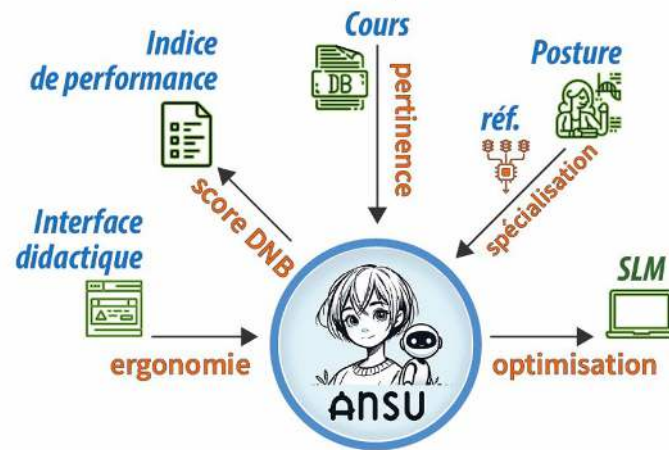 Indice
de performance
Cours
DB
pertinence
Posture
réf.
spécialisation
score DNB
Interface
didactique
ergonomie
SLM
optimisation
ANSU